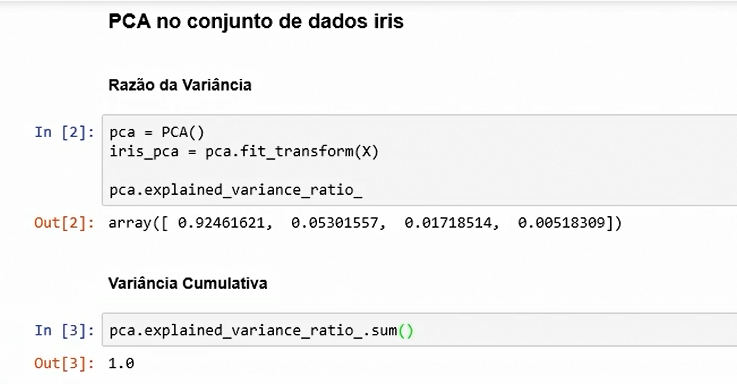 PCA no conjunto de dados iris
Razão da Variância
In [2]: pca = PCA()
iris_pca = pca.fit_transform(X)
pca.explained_variance_ratio_
Out[2]: array([ 0.92461621,  0.05301557,  0.01718514,  0.00518309])
Variância Cumulativa
In [3]: pca.explained_variance_ratio_.sum()
Out[3]: 1.0